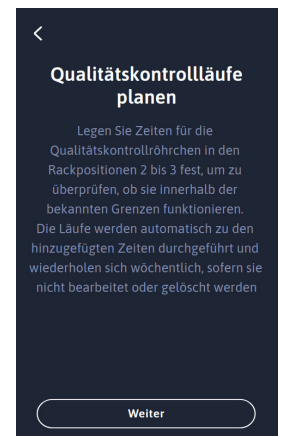 Qualitätskontrollläufe
planen
Legen Sie Zeiten für die
Qualitätskontrollröhrchen in den
Rackpositionen 2 bis 3 fest, um zu
überprüfen, ob sie innerhalb der
bekannten Grenzen funktionieren.
Die Läufe werden automatisch zu den
hinzugefügten Zeiten durchgeführt und
wiederholen sich wöchentlich, sofern sie
nicht bearbeitet oder gelöscht werden
Weiter